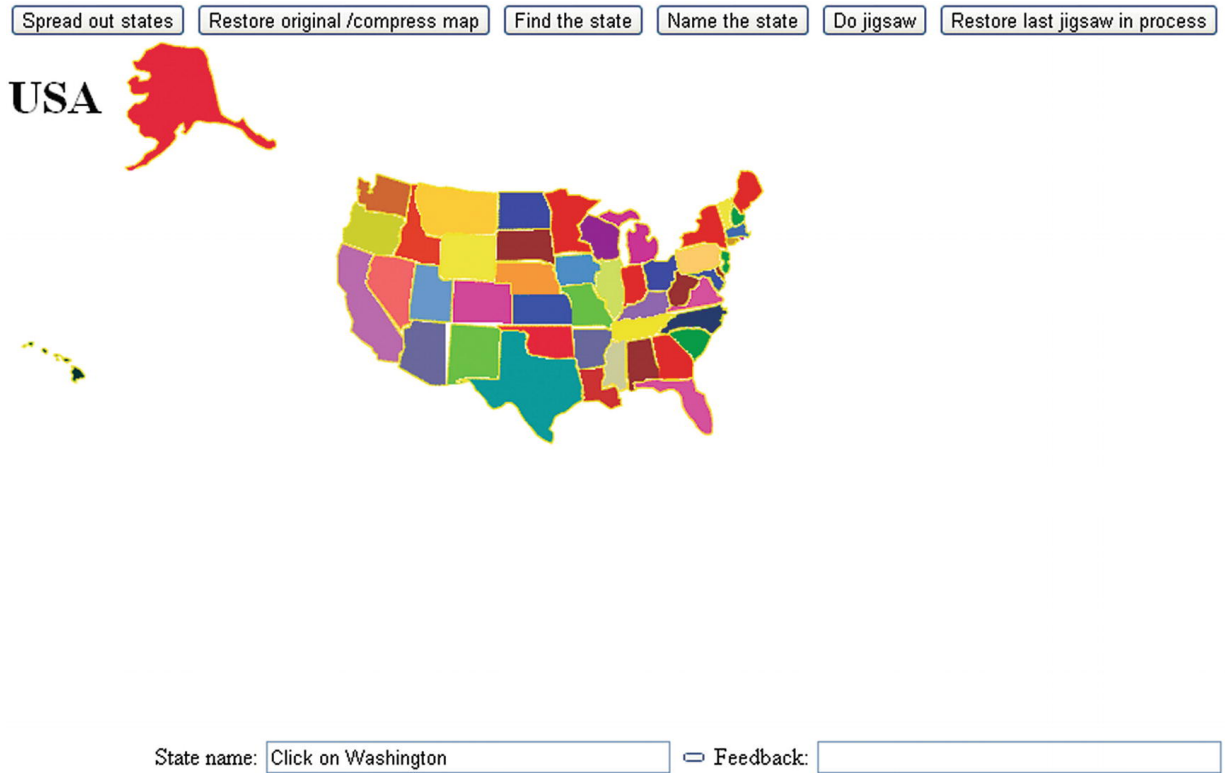 Spread out states Restore original /compress map Find the state Name the state Do jigsaw Restore last jigsaw in process
USA
State name: Click on Washington Feedback: